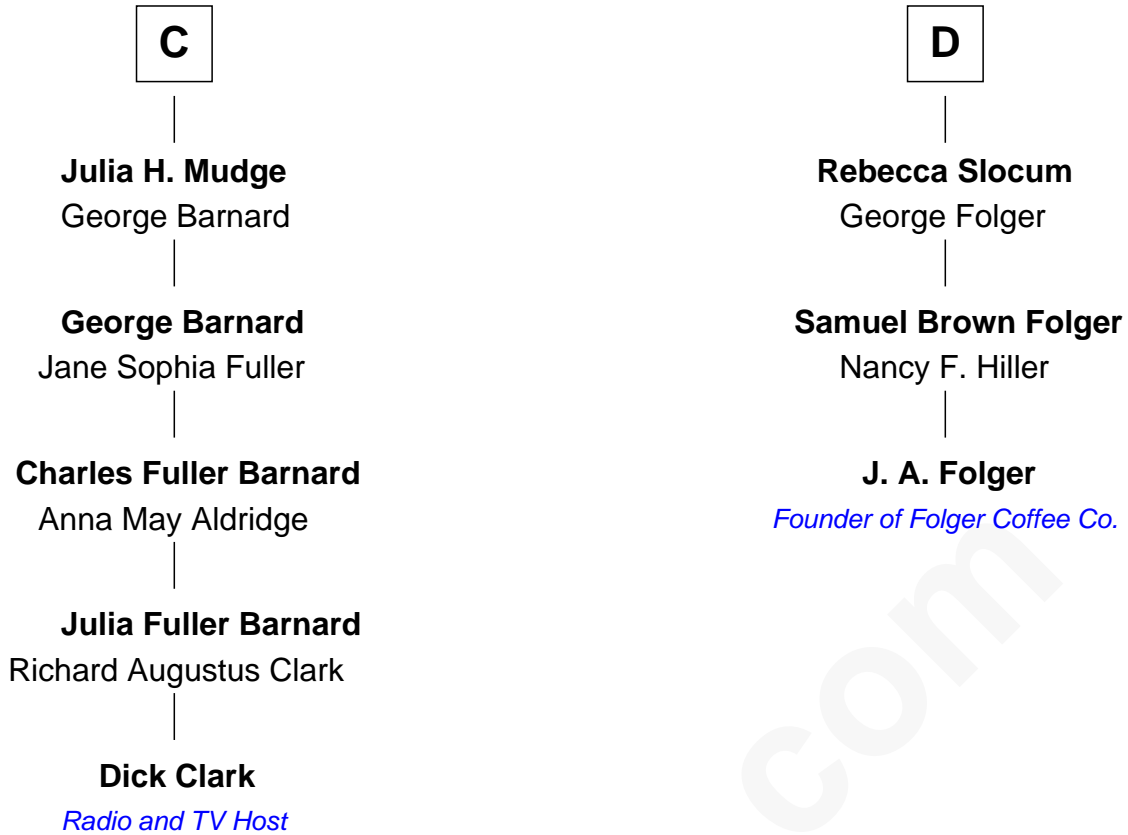 C
Julia H. Mudge
George Barnard
George Barnard
Jane Sophia Fuller
Charles Fuller Barnard
Anna May Aldridge
Julia Fuller Barnard
Richard Augustus Clark
Dick Clark
Radio and TV Host
D
Rebecca Slocum
George Folger
Samuel Brown Folger
Nancy F. Hiller
J. A. Folger
Founder of Folger Coffee Co.
com